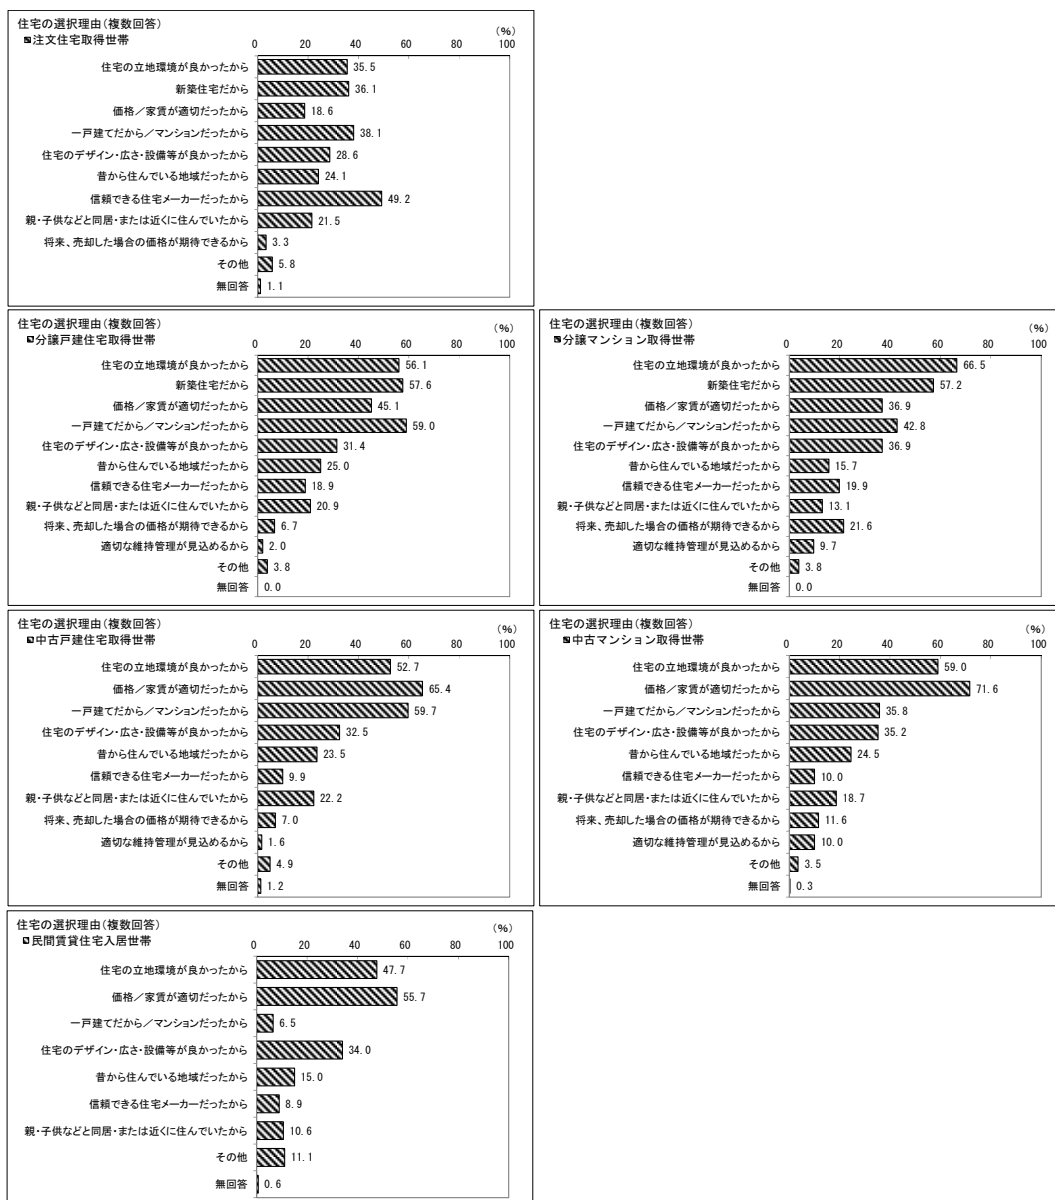 住宅の選択理由(複数回答)
注文住宅取得世帯
(%)
0 20 40 60 80 100
住宅の立地環境が良かったから 35.5
新築住宅だから 36.1
価格／家賃が適切だったから 18.6
一戸建てだから／マンションだったから 38.1
住宅のデザイン・広さ・設備等が良かったから 28.6
昔から住んでいる地域だったから 24.1
信頼できる住宅メーカーだったから 49.2
親・子供などと同居・または近くに住んでいたから 21.5
将来、売却した場合の価格が期待できるから 3.3
その他 5.8
無回答 1.1
住宅の選択理由(複数回答)
分譲戸建住宅取得世帯
(%)
0 20 40 60 80 100
住宅の立地環境が良かったから 56.1
新築住宅だから 57.6
価格／家賃が適切だったから 45.1
一戸建てだから／マンションだったから 59.0
住宅のデザイン・広さ・設備等が良かったから 31.4
昔から住んでいる地域だったから 25.0
信頼できる住宅メーカーだったから 18.9
親・子供などと同居・または近くに住んでいたから 20.9
将来、売却した場合の価格が期待できるから 6.7
適切な維持管理が見込めるから 2.0
その他 3.8
無回答 0.0
住宅の選択理由(複数回答)
分譲マンション取得世帯
(%)
0 20 40 60 80 100
住宅の立地環境が良かったから 66.5
新築住宅だから 57.2
価格／家賃が適切だったから 36.9
一戸建てだから／マンションだったから 42.8
住宅のデザイン・広さ・設備等が良かったから 36.9
昔から住んでいる地域だったから 15.7
信頼できる住宅メーカーだったから 19.9
親・子供などと同居・または近くに住んでいたから 13.1
将来、売却した場合の価格が期待できるから 21.6
適切な維持管理が見込めるから 9.7
その他 3.8
無回答 0.0
住宅の選択理由(複数回答)
中古戸建住宅取得世帯
(%)
0 20 40 60 80 100
住宅の立地環境が良かったから 52.7
価格／家賃が適切だったから 65.4
一戸建てだから／マンションだったから 59.7
住宅のデザイン・広さ・設備等が良かったから 32.5
昔から住んでいる地域だったから 23.5
信頼できる住宅メーカーだったから 9.9
親・子供などと同居・または近くに住んでいたから 22.2
将来、売却した場合の価格が期待できるから 7.0
適切な維持管理が見込めるから 1.6
その他 4.9
無回答 1.2
住宅の選択理由(複数回答)
中古マンション取得世帯
(%)
0 20 40 60 80 100
住宅の立地環境が良かったから 59.0
価格／家賃が適切だったから 71.6
一戸建てだから／マンションだったから 35.8
住宅のデザイン・広さ・設備等が良かったから 35.2
昔から住んでいる地域だったから 24.5
信頼できる住宅メーカーだったから 10.0
親・子供などと同居・または近くに住んでいたから 18.7
将来、売却した場合の価格が期待できるから 11.6
適切な維持管理が見込めるから 10.0
その他 3.5
無回答 0.3
住宅の選択理由(複数回答)
民間賃貸住宅入居世帯
(%)
0 20 40 60 80 100
住宅の立地環境が良かったから 47.7
価格／家賃が適切だったから 55.7
一戸建てだから／マンションだったから 6.5
住宅のデザイン・広さ・設備等が良かったから 34.0
昔から住んでいる地域だったから 15.0
信頼できる住宅メーカーだったから 8.9
親・子供などと同居・または近くに住んでいたから 10.6
その他 11.1
無回答 0.6